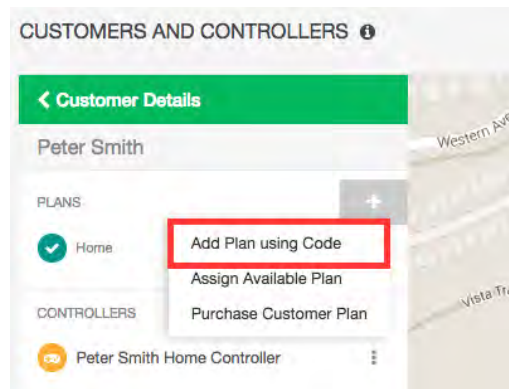 CUSTOMERS AND CONTROLLERS
Customer Details
Peter Smith
Western Ave
PLANS
+
Home
Add Plan using Code
Assign Available Plan
Purchase Customer Plan
CONTROLLERS
Vista Tr
Peter Smith Home Controller